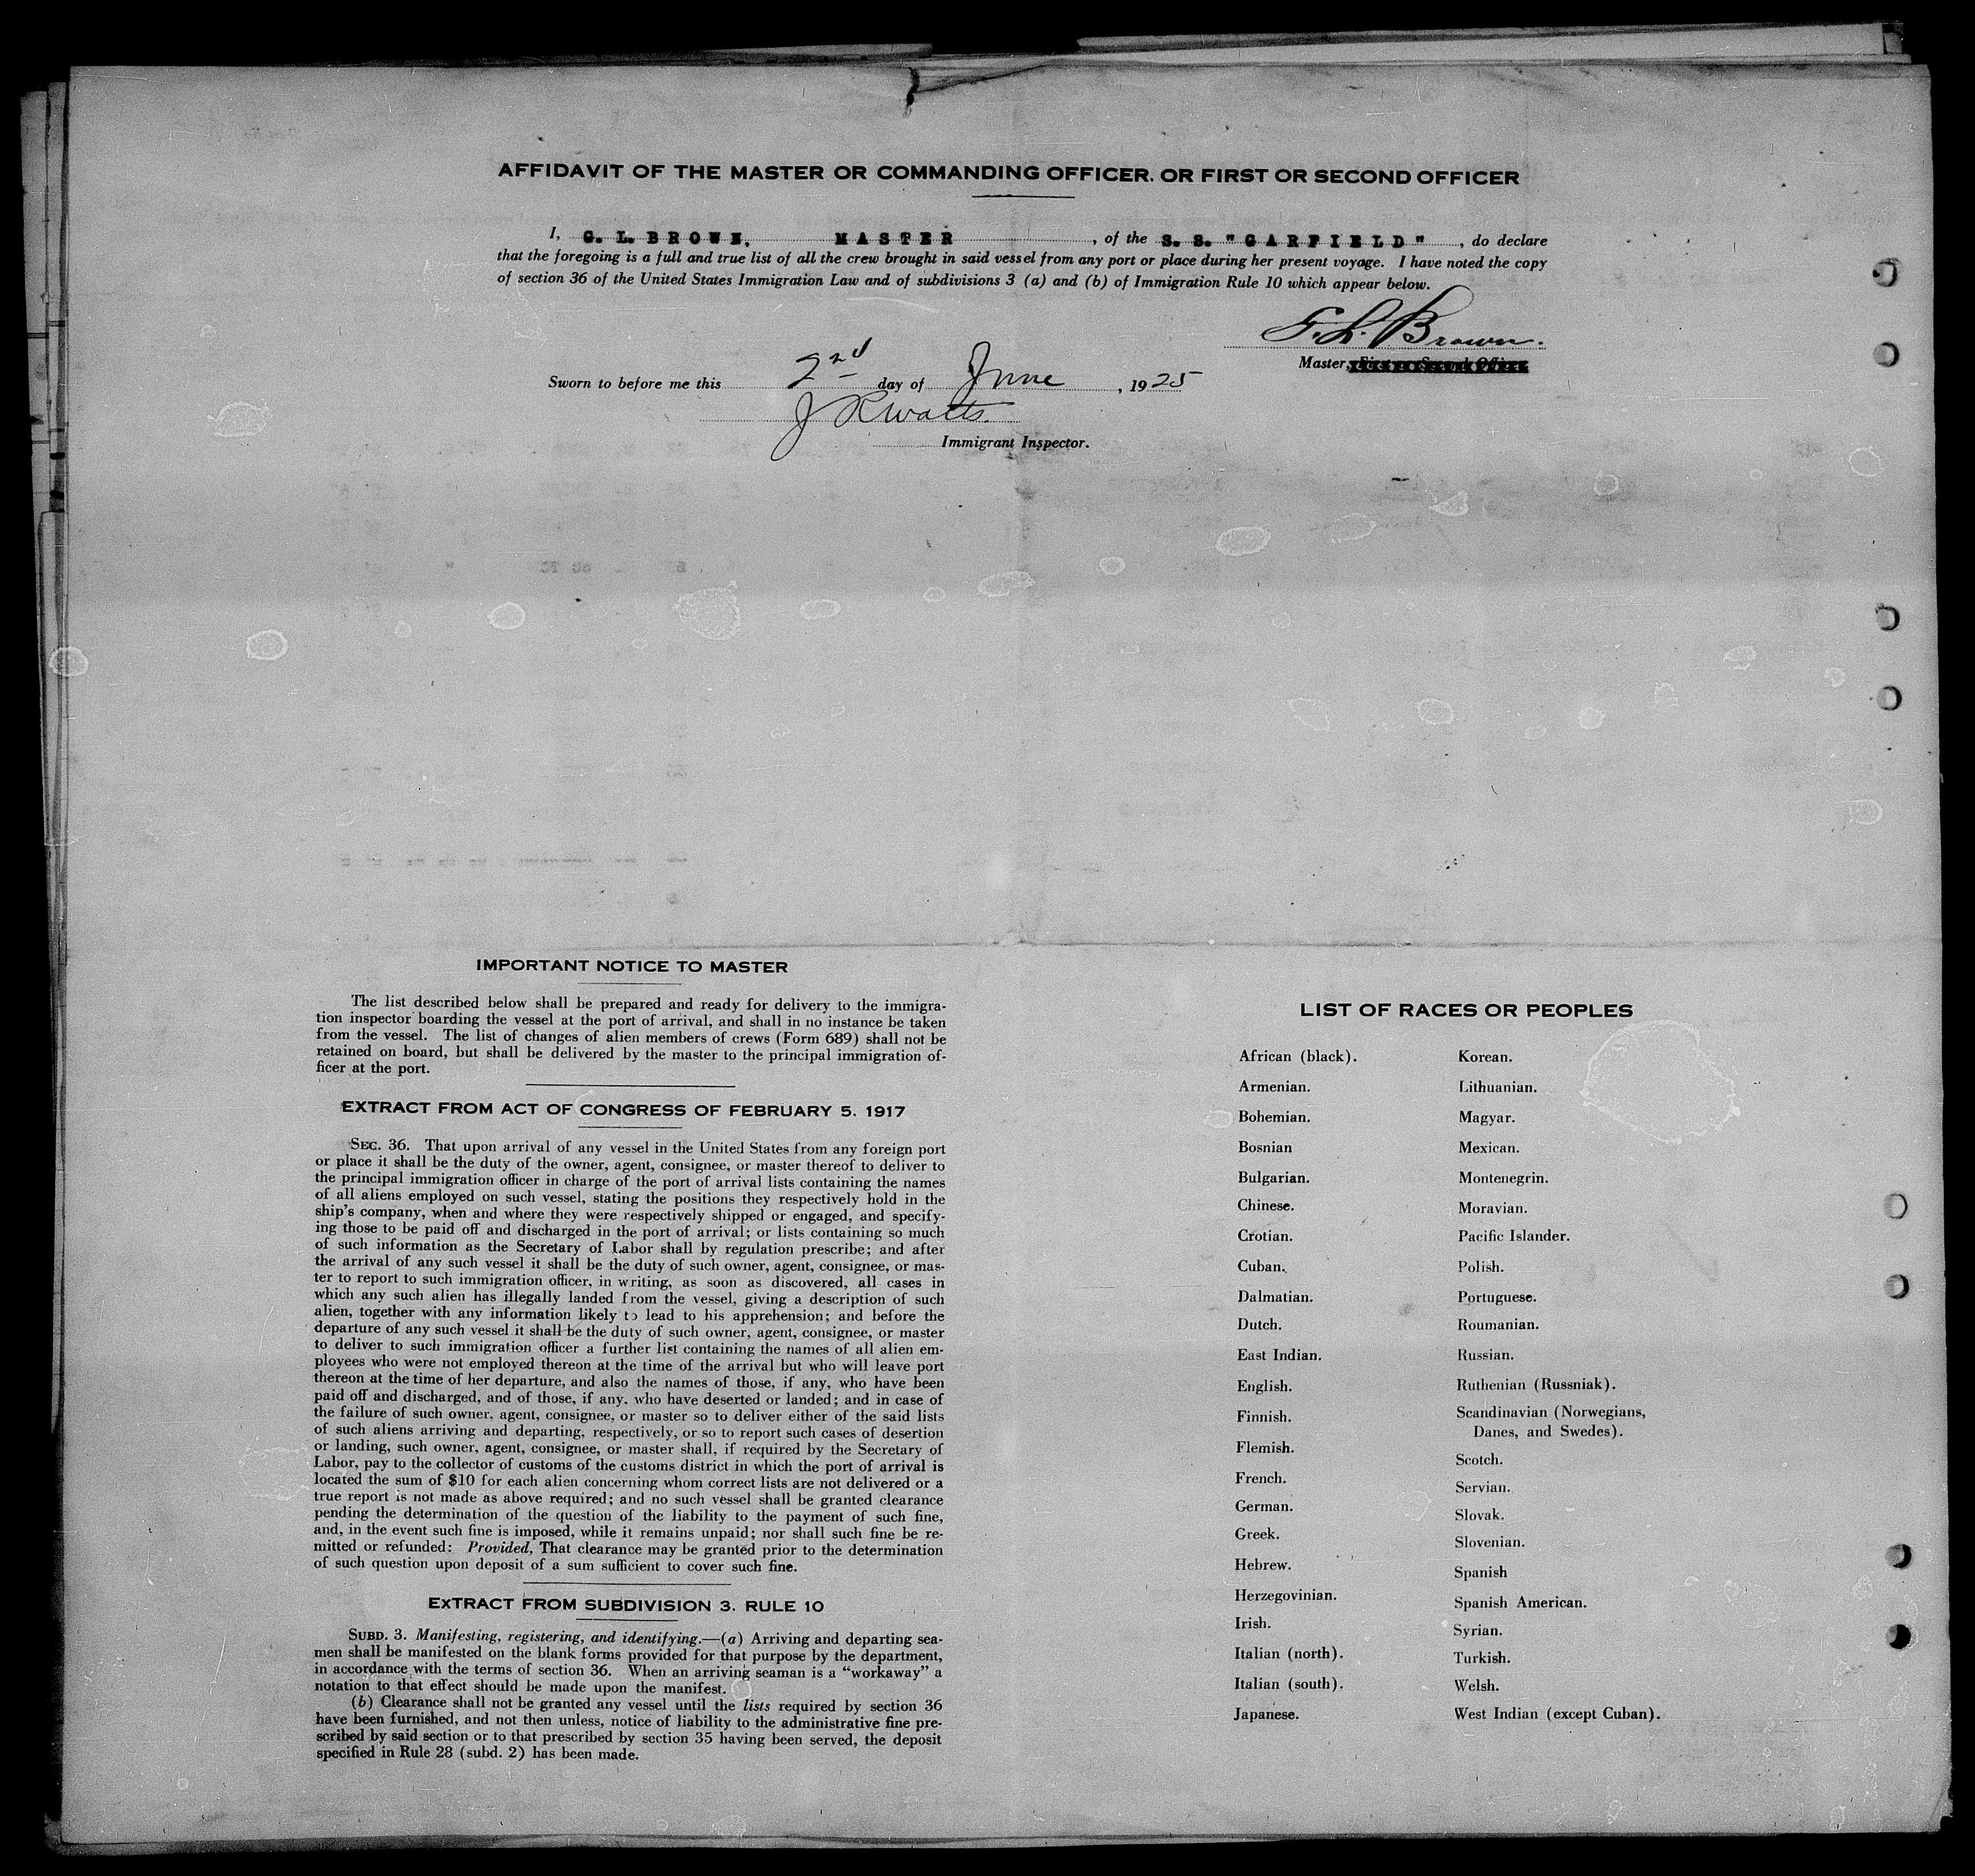 AFFIDAVIT OF THE MASTER OR COMMANDING OFFICER. OR FIRST OR SECOND OFFICER
I, G. L. BROWN, MASTER, of the S. S. "GARFIELD", do declare
that the foregoing is a full and true list of all the crew brought in said vessel from any port or place during her present voyage. I have noted the copy
of section 36 of the United States Immigration Law and of subdivisions 3 (a) and (b) of Immigration Rule 10 which appear below.
G. L. Brown.
Master, First or Second Officer
Sworn to before me this 2nd day of June, 1925
J R Watts.
Immigrant Inspector.
IMPORTANT NOTICE TO MASTER
The list described below shall be prepared and ready for delivery to the immigra-
tion inspector boarding the vessel at the port of arrival, and shall in no instance be taken
from the vessel. The list of changes of alien members of crews (Form 689) shall not be
retained on board, but shall be delivered by the master to the principal immigration of-
ficer at the port.
EXTRACT FROM ACT OF CONGRESS OF FEBRUARY 5. 1917
SEC. 36. That upon arrival of any vessel in the United States from any foreign port
or place it shall be the duty of the owner, agent, consignee, or master thereof to deliver to
the principal immigration officer in charge of the port of arrival lists containing the names
of all aliens employed on such vessel, stating the positions they respectively hold in the
ship's company, when and where they were respectively shipped or engaged, and specify-
ing those to be paid off and discharged in the port of arrival; or lists containing so much
of such information as the Secretary of Labor shall by regulation prescribe; and after
the arrival of any such vessel it shall be the duty of such owner, agent, consignee, or mas-
ter to report to such immigration officer, in writing, as soon as discovered, all cases in
which any such alien has illegally landed from the vessel, giving a description of such
alien, together with any information likely to lead to his apprehension; and before the
departure of any such vessel it shall be the duty of such owner, agent, consignee, or master
to deliver to such immigration officer a further list containing the names of all alien em-
ployees who were not employed thereon at the time of the arrival but who will leave port
thereon at the time of her departure, and also the names of those, if any, who have been
paid off and discharged, and of those, if any. who have deserted or landed; and in case of
the failure of such owner, agent, consignee, or master so to deliver either of the said lists
of such aliens arriving and departing, respectively, or so to report such cases of desertion
or landing, such owner, agent, consignee, or master shall, if required by the Secretary of
Labor, pay to the collector of customs of the customs district in which the port of arrival is
located the sum of $10 for each alien concerning whom correct lists are not delivered or a
true report is not made as above required; and no such vessel shall be granted clearance
pending the determination of the question of the liability to the payment of such fine,
and, in the event such fine is imposed, while it remains unpaid; nor shall such fine be re-
mitted or refunded: Provided, That clearance may be granted prior to the determination
of such question upon deposit of a sum sufficient to cover such fine.
EXTRACT FROM SUBDIVISION 3. RULE 10
SUBD. 3. Manifesting, registering, and identifying.—(a) Arriving and departing sea-
men shall be manifested on the blank forms provided for that purpose by the department,
in accordance with the terms of section 36. When an arriving seaman is a "workaway" a
notation to that effect should be made upon the manifest.
(b) Clearance shall not be granted any vessel until the lists required by section 36
have been furnished, and not then unless, notice of liability to the administrative fine pre-
scribed by said section or to that prescribed by section 35 having been served, the deposit
specified in Rule 28 (subd. 2) has been made.
LIST OF RACES OR PEOPLES
African (black).
Armenian.
Bohemian.
Bosnian
Bulgarian.
Chinese.
Crotian.
Cuban.
Dalmatian.
Dutch.
East Indian.
English.
Finnish.
Flemish.
French.
German.
Greek.
Hebrew.
Herzegovinian.
Irish.
Italian (north).
Italian (south).
Japanese.
Korean.
Lithuanian.
Magyar.
Mexican.
Montenegrin.
Moravian.
Pacific Islander.
Polish.
Portuguese.
Roumanian.
Russian.
Ruthenian (Russniak).
Scandinavian (Norwegians,
Danes, and Swedes).
Scotch.
Servian.
Slovak.
Slovenian.
Spanish
Spanish American.
Syrian.
Turkish.
Welsh.
West Indian (except Cuban).